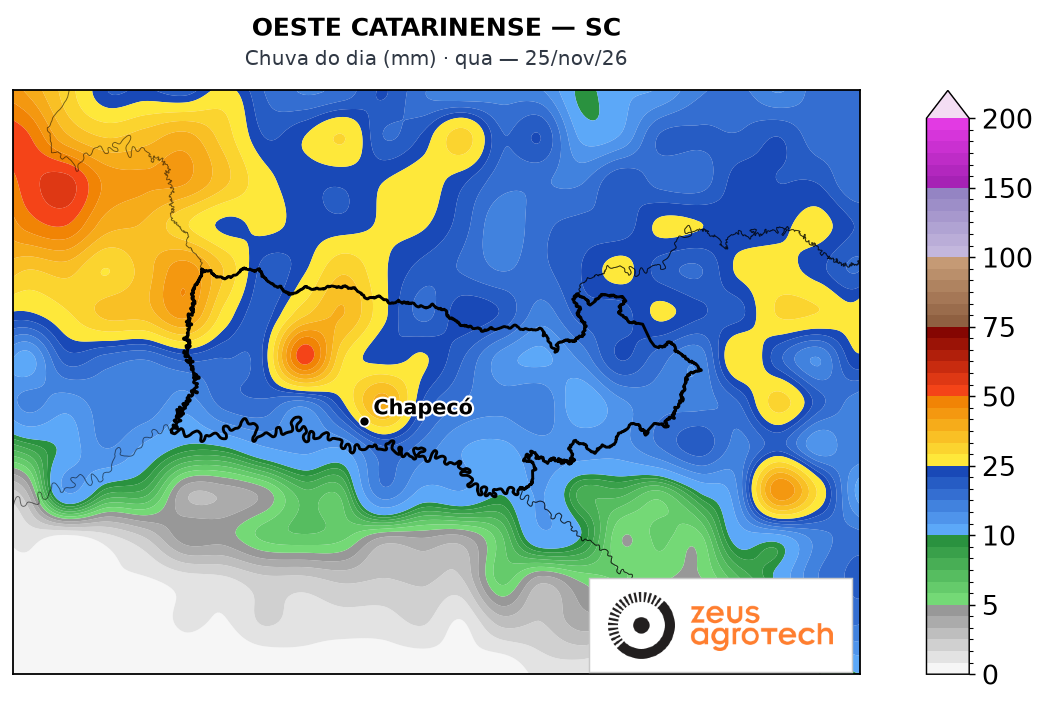 OESTE CATARINENSE — SC
Chuva do dia (mm) · qua — 25/nov/26
Chapecó
200
150
100
75
50
25
10
5
0
zeus
agrotech